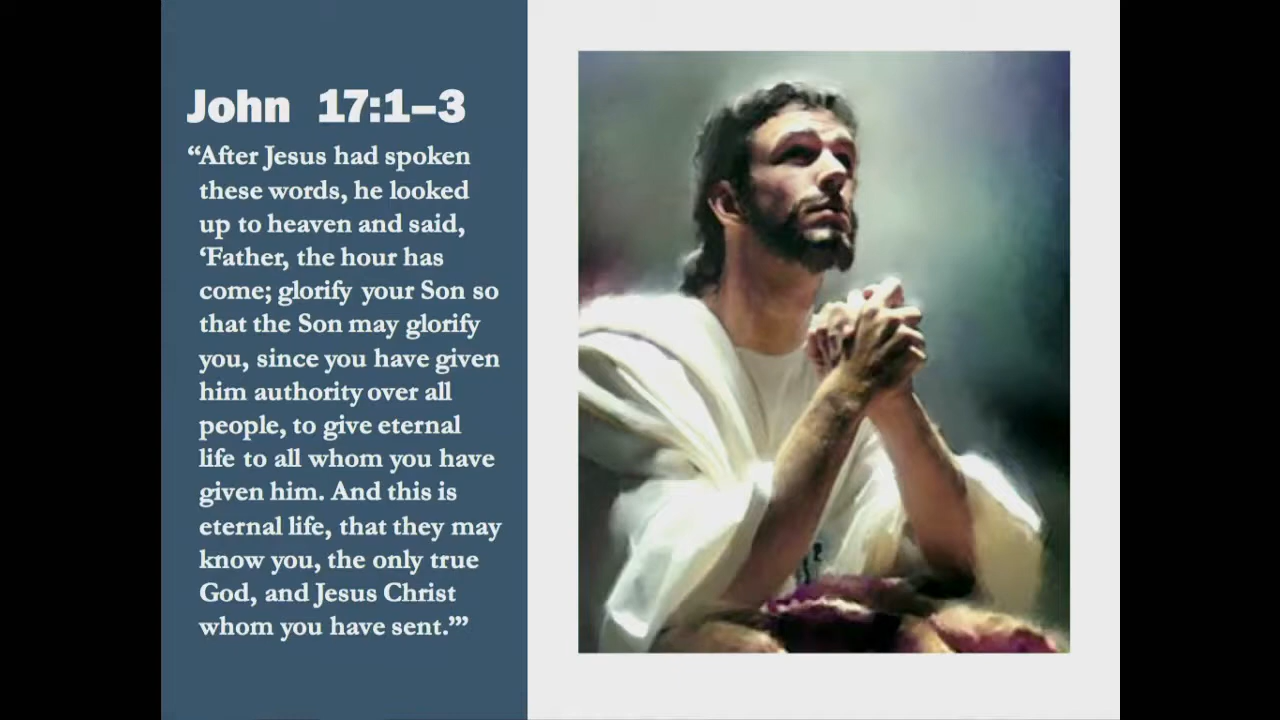 John 17:1–3
“After Jesus had spoken
these words, he looked
up to heaven and said,
‘Father, the hour has
come; glorify your Son so
that the Son may glorify
you, since you have given
him authority over all
people, to give eternal
life to all whom you have
given him. And this is
eternal life, that they may
know you, the only true
God, and Jesus Christ
whom you have sent.’”